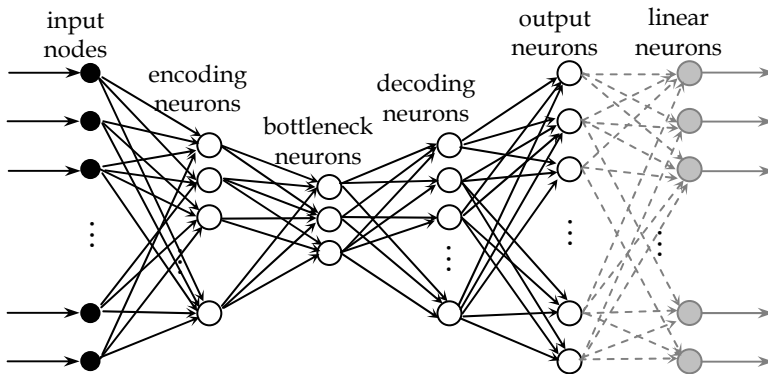 input
nodes
encoding
neurons
bottleneck
neurons
decoding
neurons
output
neurons
linear
neurons